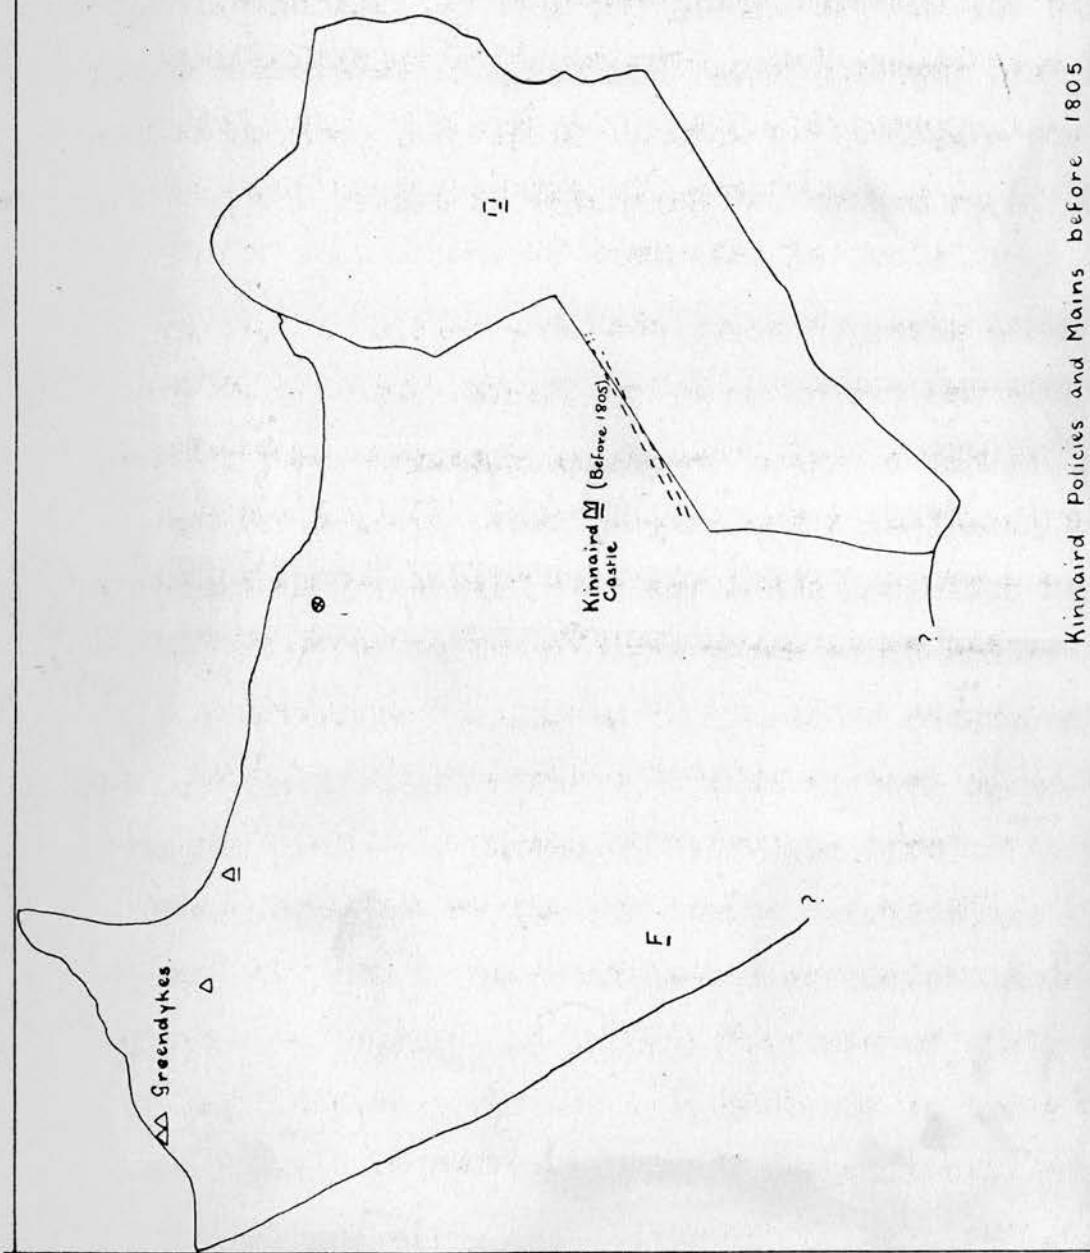 Greendykes
Kinnaird M (Before 1805)
Castle
F
?
?
Kinnaird Policies and Mains before 1805